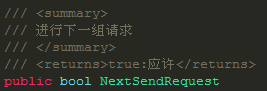 /// <summary>
/// 进行下一组请求
/// </summary>
/// <returns>true:应许</returns>
public bool NextSendRequest